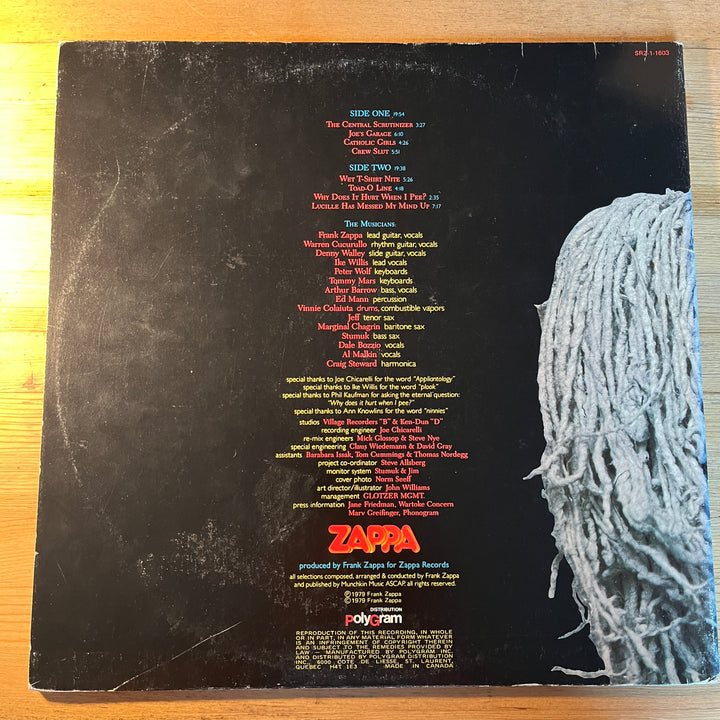 SRZ-1-1603
SIDE ONE 19:54
THE CENTRAL SCRUTINIZER 3:27
JOE'S GARAGE 6:10
CATHOLIC GIRLS 4:26
CREW SLUT 5:51
SIDE TWO 19:38
WET T-SHIRT NITE 5:26
TOAD-O LINE 4:18
WHY DOES IT HURT WHEN I PEE? 2:35
LUCILLE HAS MESSED MY MIND UP 7:17
THE MUSICIANS:
Frank Zappa lead guitar, vocals
Warren Cucurullo rhythm guitar, vocals
Denny Walley slide guitar, vocals
Ike Willis lead vocals
Peter Wolf keyboards
Tommy Mars keyboards
Arthur Barrow bass, vocals
Ed Mann percussion
Vinnie Colaiuta drums, combustible vapors
Jeff tenor sax
Marginal Chagrin baritone sax
Stumuk bass sax
Dale Bozzio vocals
Al Malkin vocals
Craig Steward harmonica
special thanks to Joe Chicarelli for the word "Appliantology"
special thanks to Ike Willis for the word "plook"
special thanks to Phil Kaufman for asking the eternal question:
"Why does it hurt when I pee?"
special thanks to Ann Knowlins for the word "ninnies"
studios Village Recorders "B" & Ken-Dun "D"
recording engineer Joe Chicarelli
re-mix engineers Mick Glossop & Steve Nye
special engineering Claus Wiedemann & David Gray
assistants Barabara Issak, Tom Cummings & Thomas Nordegg
project co-ordinator Steve Allsberg
monitor system Stumuk & Jim
cover photo Norm Seeff
art director/illustrator John Williams
management GLOTZER MGMT.
press information Jane Friedman, Wartoke Concern
Marv Greifinger, Phonogram
ZAPPA
produced by Frank Zappa for Zappa Records
all selections composed, arranged & conducted by Frank Zappa
and published by Munchkin Music ASCAP. all rights reserved.
℗1979 Frank Zappa
©1979 Frank Zappa
DISTRIBUTION
PolyGram
REPRODUCTION OF THIS RECORDING, IN WHOLE
OR IN PART, IN ANY MATERIAL FORM WHATEVER
IS AN INFRINGEMENT OF COPYRIGHT THEREIN
AND SUBJECT TO THE REMEDIES PROVIDED BY
LAW — MANUFACTURED BY POLYGRAM INC.
AND DISTRIBUTED BY POLYGRAM DISTRIBUTION
INC., 6000 COTE DE LIESSE, ST. LAURENT,
QUEBEC H4T 1E3 MADE IN CANADA